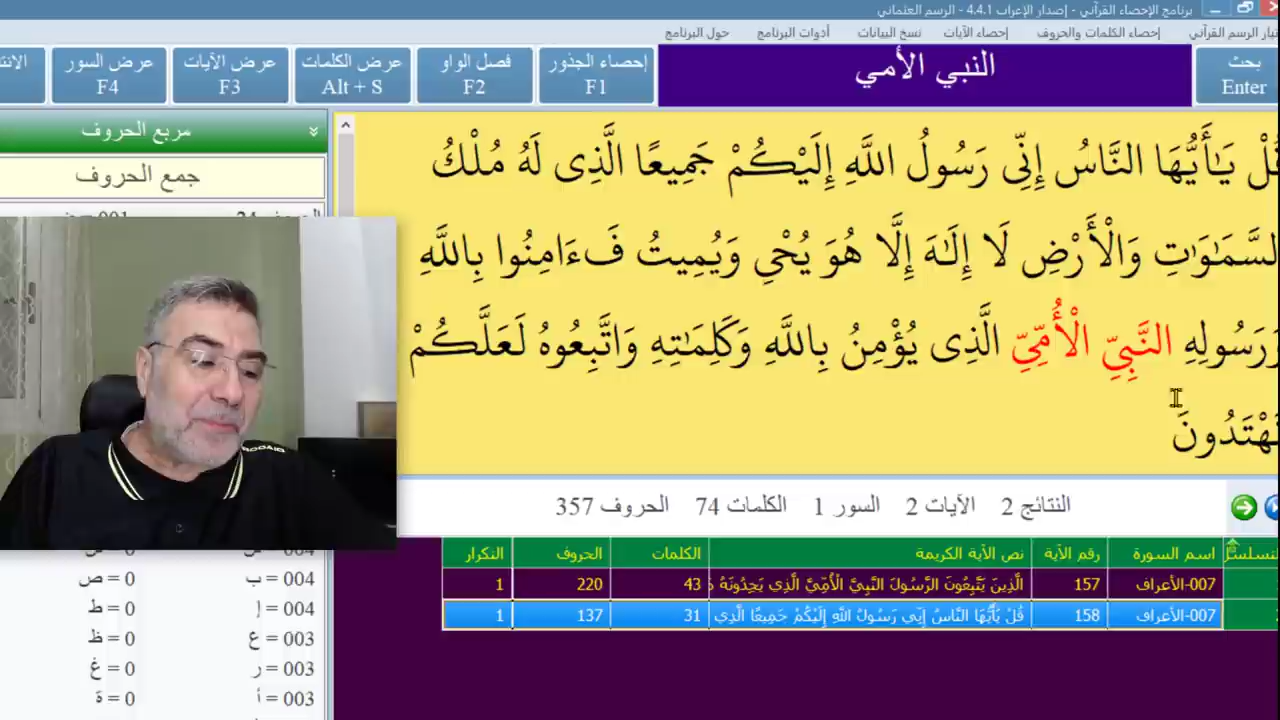 برنامج الإحصاء القرآني - إصدار الإعراب 4.4.1 - الرسم العثماني
الرسم القرآني
إحصاء الكلمات والحروف
إحصاء الآيات
نسخ البيانات
أدوات البرنامج
حول البرنامج
بحث
Enter
النبي الأمي
إحصاء الجذور
F1
فصل الواو
F2
عرض الكلمات
Alt + S
عرض الآيات
F3
عرض السور
F4
مربع الحروف
جمع الحروف
يَـٰٓأَيُّهَا النَّاسُ إِنِّى رَسُولُ اللَّهِ إِلَيْكُمْ جَمِيعًا الَّذِى لَهُ مُلْكُ
السَّمَـٰوَٰتِ وَالْأَرْضِ لَا إِلَـٰهَ إِلَّا هُوَ يُحْىِ وَيُمِيتُ فَـَٔامِنُوا بِاللَّهِ
وَرَسُولِهِ النَّبِىِّ الْأُمِّىِّ الَّذِى يُؤْمِنُ بِاللَّهِ وَكَلِمَـٰتِهِ وَاتَّبِعُوهُ لَعَلَّكُمْ
تَهْتَدُونَ
النتائج 2 الآيات 2 السور 1 الكلمات 74 الحروف 357
اسم السورة رقم الآية نص الآية الكريمة الكلمات الحروف التكرار
007-الأعراف 157 الَّذِينَ يَتَّبِعُونَ الرَّسُولَ النَّبِيَّ الْأُمِّيَّ الَّذِي يَجِدُونَهُ 43 220 1
007-الأعراف 158 قُلْ يَٰٓأَيُّهَا النَّاسُ إِنِّي رَسُولُ اللَّهِ إِلَيْكُمْ جَمِيعًا الَّذِي 31 137 1
ب = 004 ص = 0
إ = 004 ط = 0
ع = 003 ظ = 0
ر = 003 غ = 0
أ = 003 ة = 0